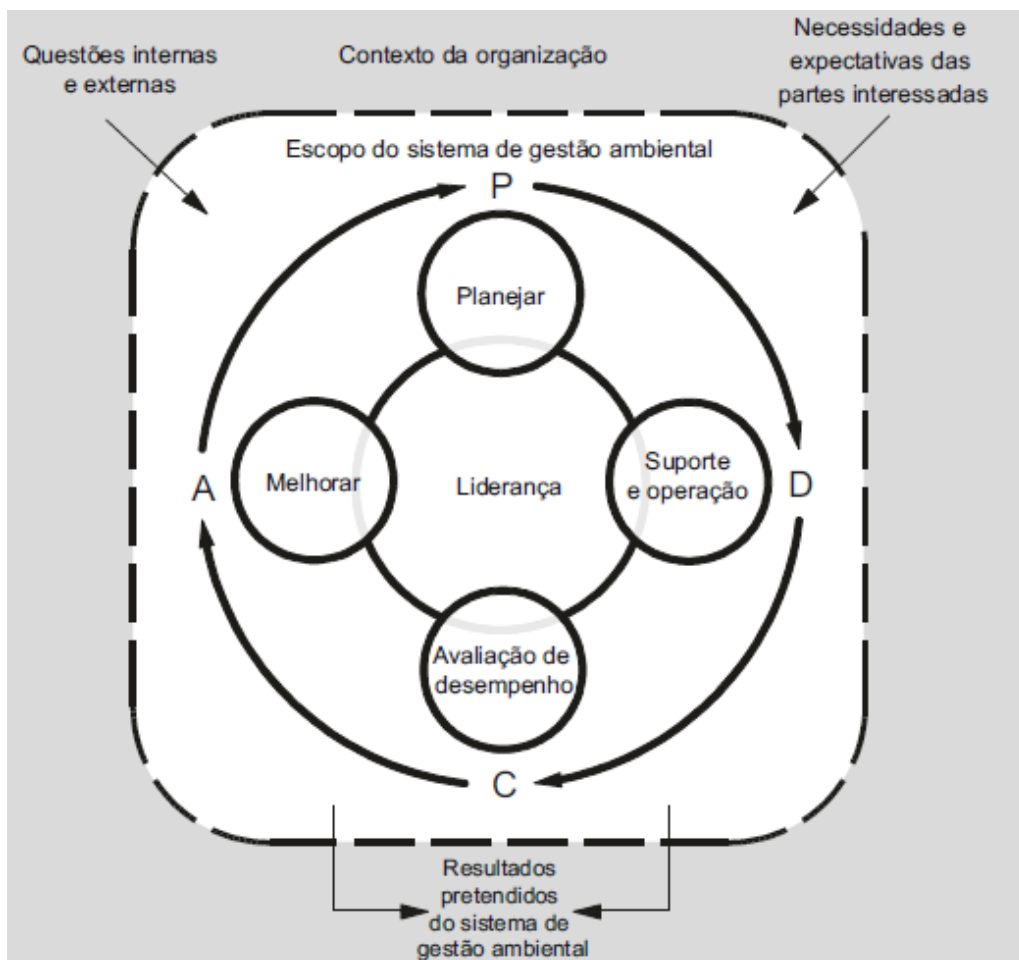 Questões internas
e externas
Contexto da organização
Necessidades e
expectativas das
partes interessadas
Escopo do sistema de gestão ambiental
P
Planejar
A
Melhorar
Liderança
Suporte
e operação
D
Avaliação de
desempenho
C
Resultados
pretendidos
do sistema de
gestão ambiental